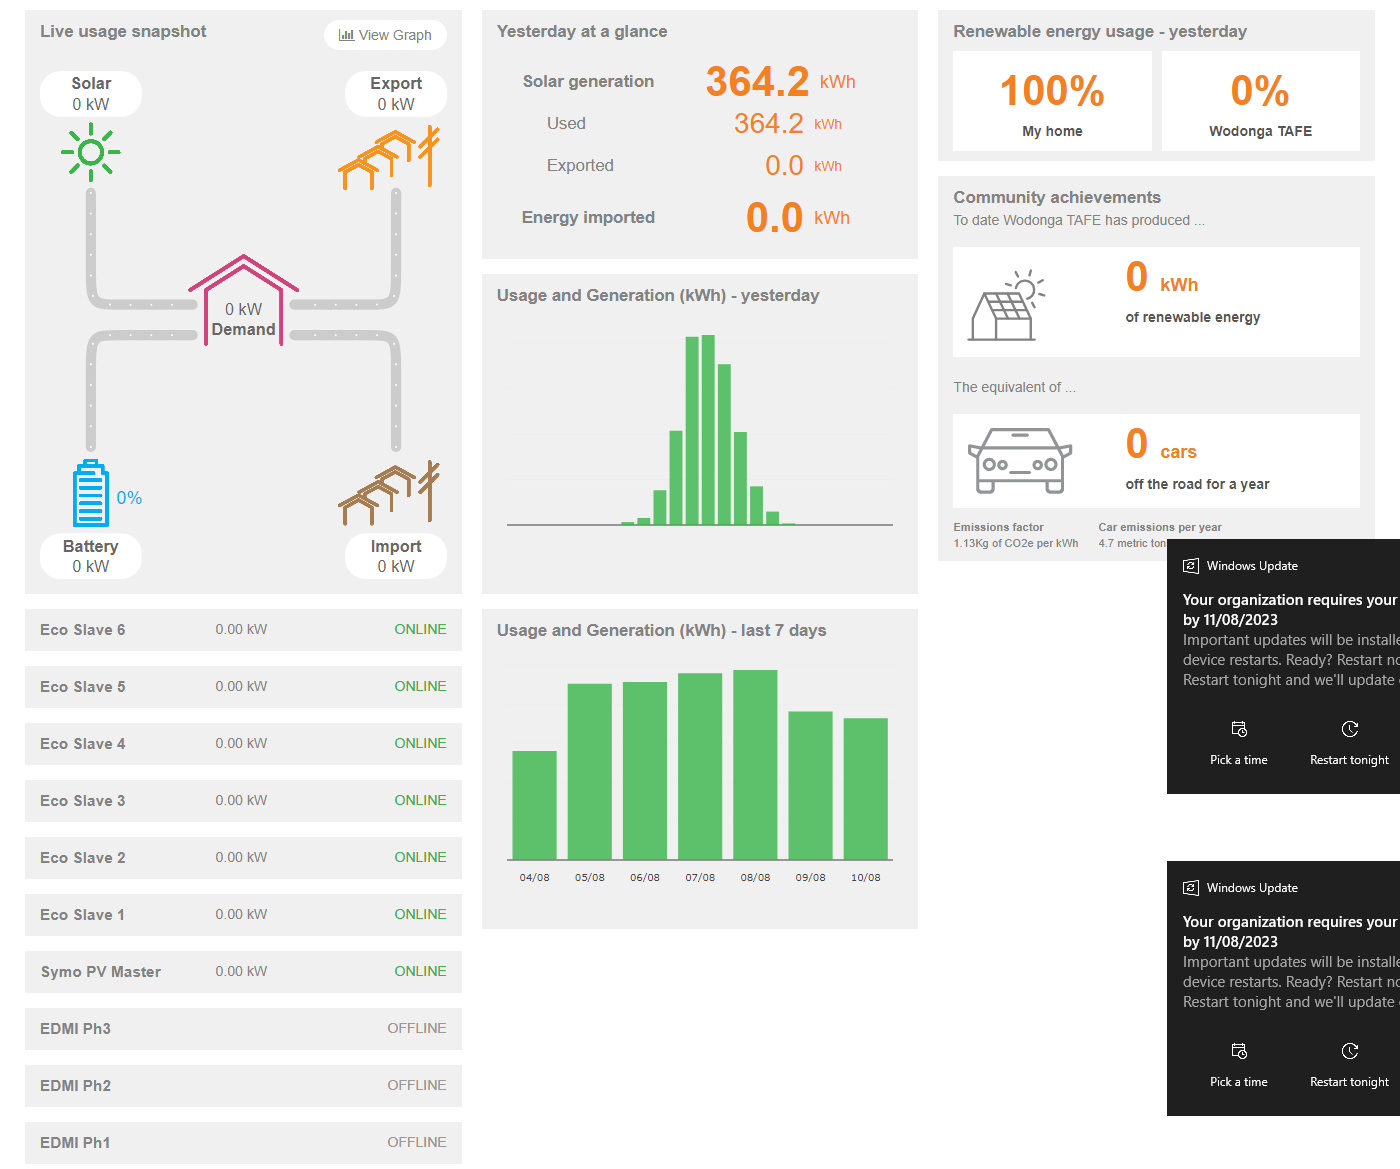 Live usage snapshot
View Graph
Solar
0 kW
Export
0 kW
0 kW
Demand
0%
Battery
0 kW
Import
0 kW
Eco Slave 6 0.00 kW ONLINE
Eco Slave 5 0.00 kW ONLINE
Eco Slave 4 0.00 kW ONLINE
Eco Slave 3 0.00 kW ONLINE
Eco Slave 2 0.00 kW ONLINE
Eco Slave 1 0.00 kW ONLINE
Symo PV Master 0.00 kW ONLINE
EDMI Ph3 OFFLINE
EDMI Ph2 OFFLINE
EDMI Ph1 OFFLINE
Yesterday at a glance
Solar generation 364.2 kWh
Used 364.2 kWh
Exported 0.0 kWh
Energy imported 0.0 kWh
Usage and Generation (kWh) - yesterday
Usage and Generation (kWh) - last 7 days
04/08 05/08 06/08 07/08 08/08 09/08 10/08
Renewable energy usage - yesterday
100%
My home
0%
Wodonga TAFE
Community achievements
To date Wodonga TAFE has produced ...
0 kWh
of renewable energy
The equivalent of ...
0 cars
off the road for a year
Emissions factor
1.13Kg of CO2e per kWh
Car emissions per year
4.7 metric ton
Windows Update
Your organization requires your
by 11/08/2023
Important updates will be installe
device restarts. Ready? Restart no
Restart tonight and we'll update
Pick a time
Restart tonight
Windows Update
Your organization requires your
by 11/08/2023
Important updates will be installe
device restarts. Ready? Restart no
Restart tonight and we'll update
Pick a time
Restart tonight